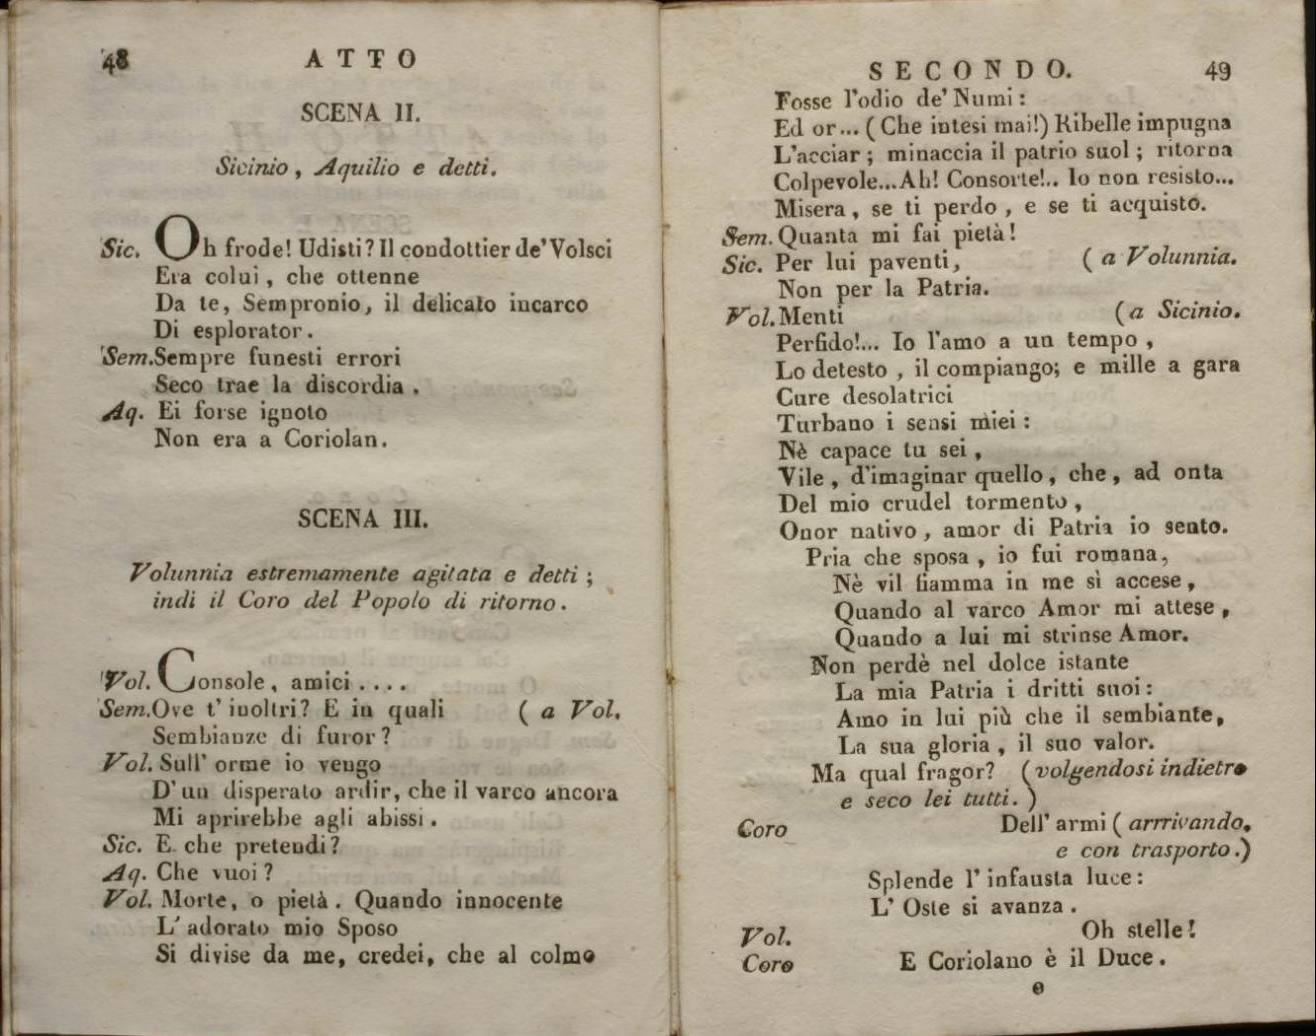 48
ATTO
SCENA II.
Sicinio, Aquilio e detti.
Sic. Oh frode! Udisti? Il condottier de' Volsci
Era colui, che ottenne
Da te, Sempronio, il delicato incarco
Di esplorator.
Sem. Sempre funesti errori
Seco trae la discordia.
Aq. Ei forse ignoto
Non era a Coriolan.
SCENA III.
Volunnia estremamente agitata e detti;
indi il Coro del Popolo di ritorno.
Vol. Console, amici....
Sem. Ove t' inoltri? E in quali ( a Vol.
Sembianze di furor?
Vol. Sull' orme io vengo
D' un disperato ardir, che il varco ancora
Mi aprirebbe agli abissi.
Sic. E che pretendi?
Aq. Che vuoi?
Vol. Morte, o pietà. Quando innocente
L' adorato mio Sposo
Si divise da me, credei, che al colmo
SECONDO.
49
Fosse l'odio de' Numi:
Ed or... ( Che intesi mai!) Ribelle impugna
L'acciar; minaccia il patrio suol; ritorna
Colpevole... Ah! Consorte!.. Io non resisto...
Misera, se ti perdo, e se ti acquisto.
Sem. Quanta mi fai pietà!
Sic. Per lui paventi, ( a Volunnia.
Non per la Patria.
Vol. Menti (a Sicinio.
Perfido!... Io l'amo a un tempo,
Lo detesto, il compiango; e mille a gara
Cure desolatrici
Turbano i sensi miei:
Nè capace tu sei,
Vile, d'imaginar quello, che, ad onta
Del mio crudel tormento,
Onor nativo, amor di Patria io sento.
Pria che sposa, io fui romana,
Nè vil fiamma in me sì accese,
Quando al varco Amor mi attese,
Quando a lui mi strinse Amor.
Non perdè nel dolce istante
La mia Patria i dritti suoi:
Amo in lui più che il sembiante,
La sua gloria, il suo valor.
Ma qual fragor? (volgendosi indietro
e seco lei tutti. )
Coro Dell' armi ( arrrivando,
e con trasporto.)
Splende l' infausta luce:
L' Oste si avanza.
Vol. Oh stelle!
Coro E Coriolano è il Duce.